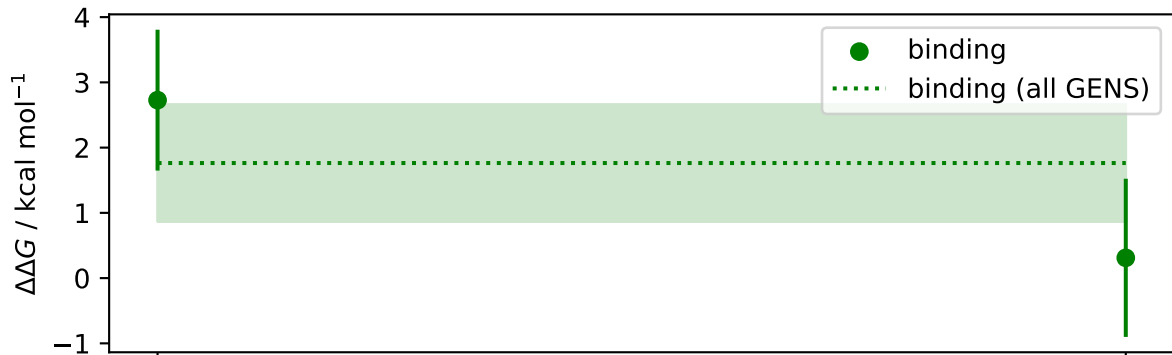 4
3
2
1
0
−1
ΔΔG / kcal mol⁻¹
binding
binding (all GENS)